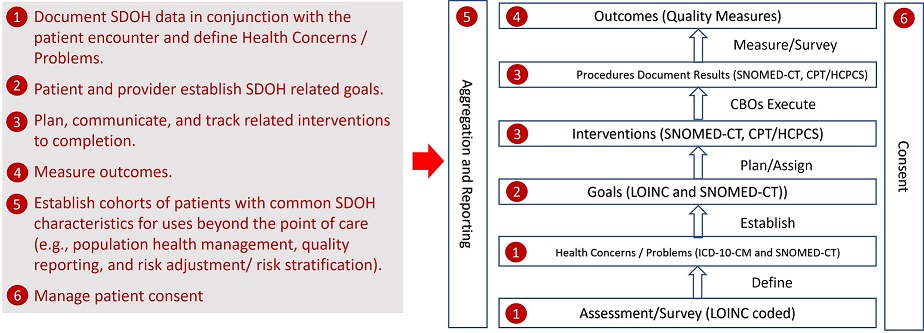 1 Document SDOH data in conjunction with the
patient encounter and define Health Concerns /
Problems.
2 Patient and provider establish SDOH related goals.
3 Plan, communicate, and track related interventions
to completion.
4 Measure outcomes.
5 Establish cohorts of patients with common SDOH
characteristics for uses beyond the point of care
(e.g., population health management, quality
reporting, and risk adjustment/ risk stratification).
6 Manage patient consent
5
Aggregation and Reporting
4 Outcomes (Quality Measures)
Measure/Survey
3 Procedures Document Results (SNOMED-CT, CPT/HCPCS)
CBOs Execute
3 Interventions (SNOMED-CT, CPT/HCPCS)
Plan/Assign
2 Goals (LOINC and SNOMED-CT))
Establish
1 Health Concerns / Problems (ICD-10-CM and SNOMED-CT)
Define
1 Assessment/Survey (LOINC coded)
6
Consent